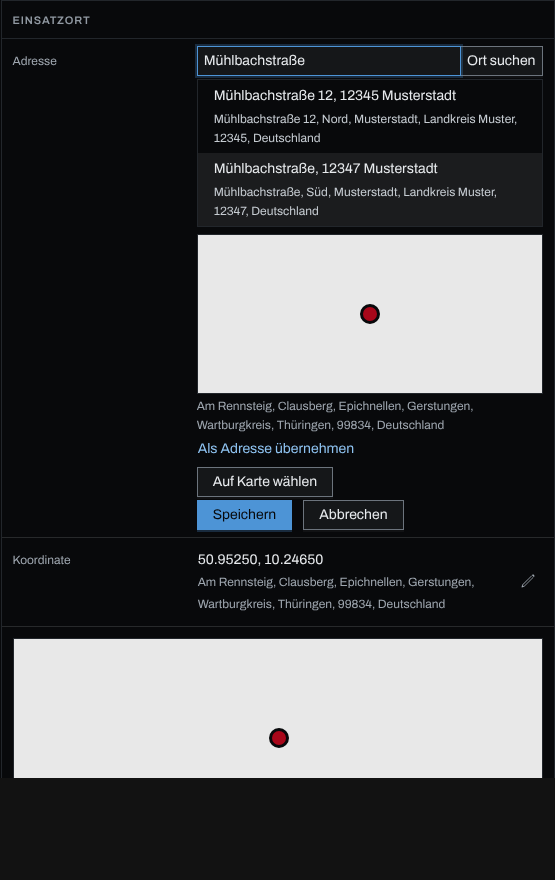 EINSATZORT
Adresse
Mühlbachstraße
Ort suchen
Mühlbachstraße 12, 12345 Musterstadt
Mühlbachstraße 12, Nord, Musterstadt, Landkreis Muster,
12345, Deutschland
Mühlbachstraße, 12347 Musterstadt
Mühlbachstraße, Süd, Musterstadt, Landkreis Muster,
12347, Deutschland
Am Rennsteig, Clausberg, Epichnellen, Gerstungen,
Wartburgkreis, Thüringen, 99834, Deutschland
Als Adresse übernehmen
Auf Karte wählen
Speichern
Abbrechen
Koordinate
50.95250, 10.24650
Am Rennsteig, Clausberg, Epichnellen, Gerstungen,
Wartburgkreis, Thüringen, 99834, Deutschland